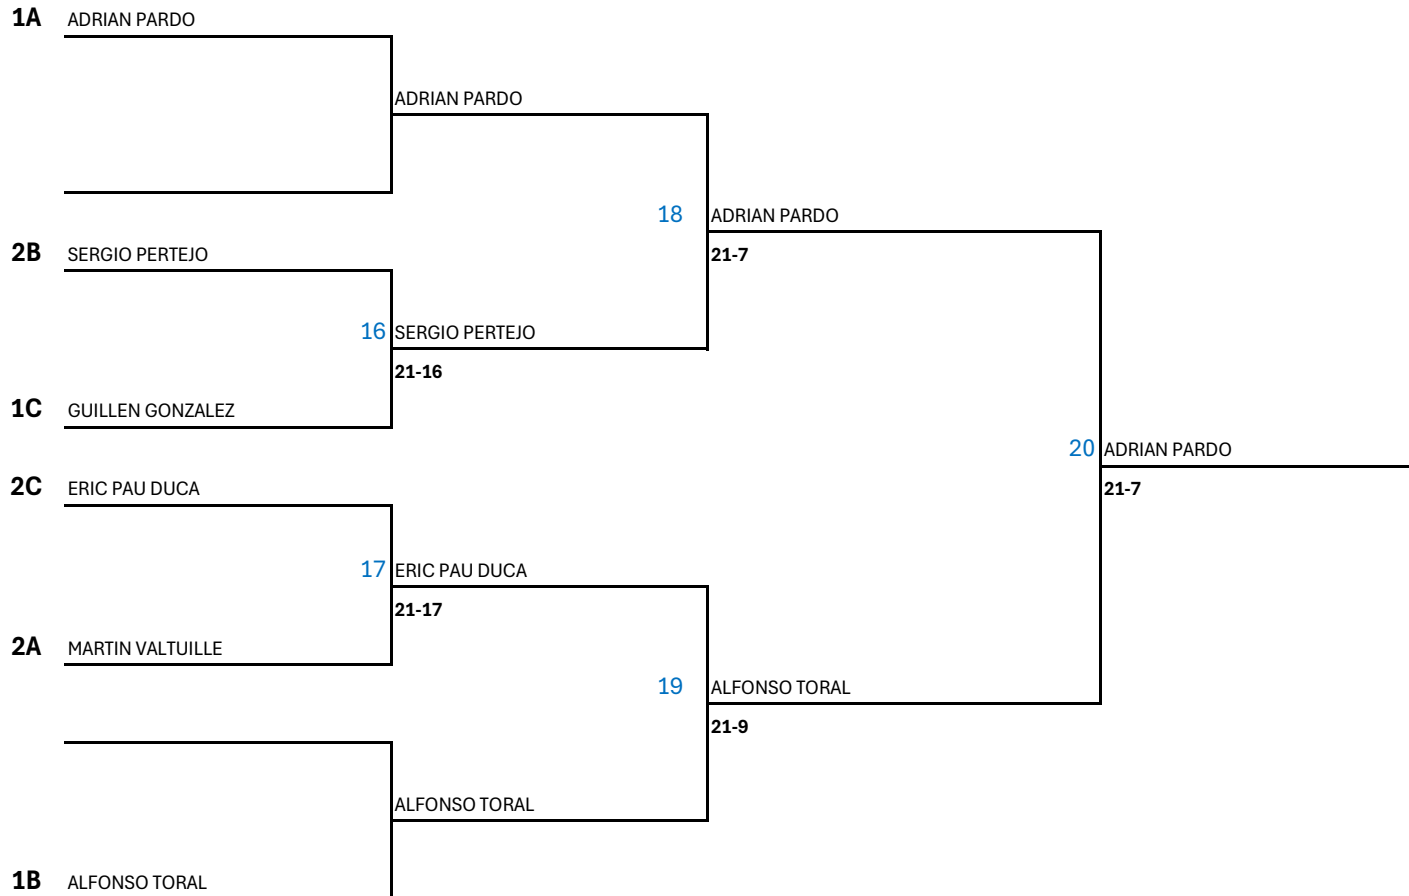 1A ADRIAN PARDO
ADRIAN PARDO
18 ADRIAN PARDO
21-7
2B SERGIO PERTEJO
16 SERGIO PERTEJO
21-16
1C GUILLEN GONZALEZ
20 ADRIAN PARDO
21-7
2C ERIC PAU DUCA
17 ERIC PAU DUCA
21-17
2A MARTIN VALTUILLE
19 ALFONSO TORAL
21-9
ALFONSO TORAL
1B ALFONSO TORAL